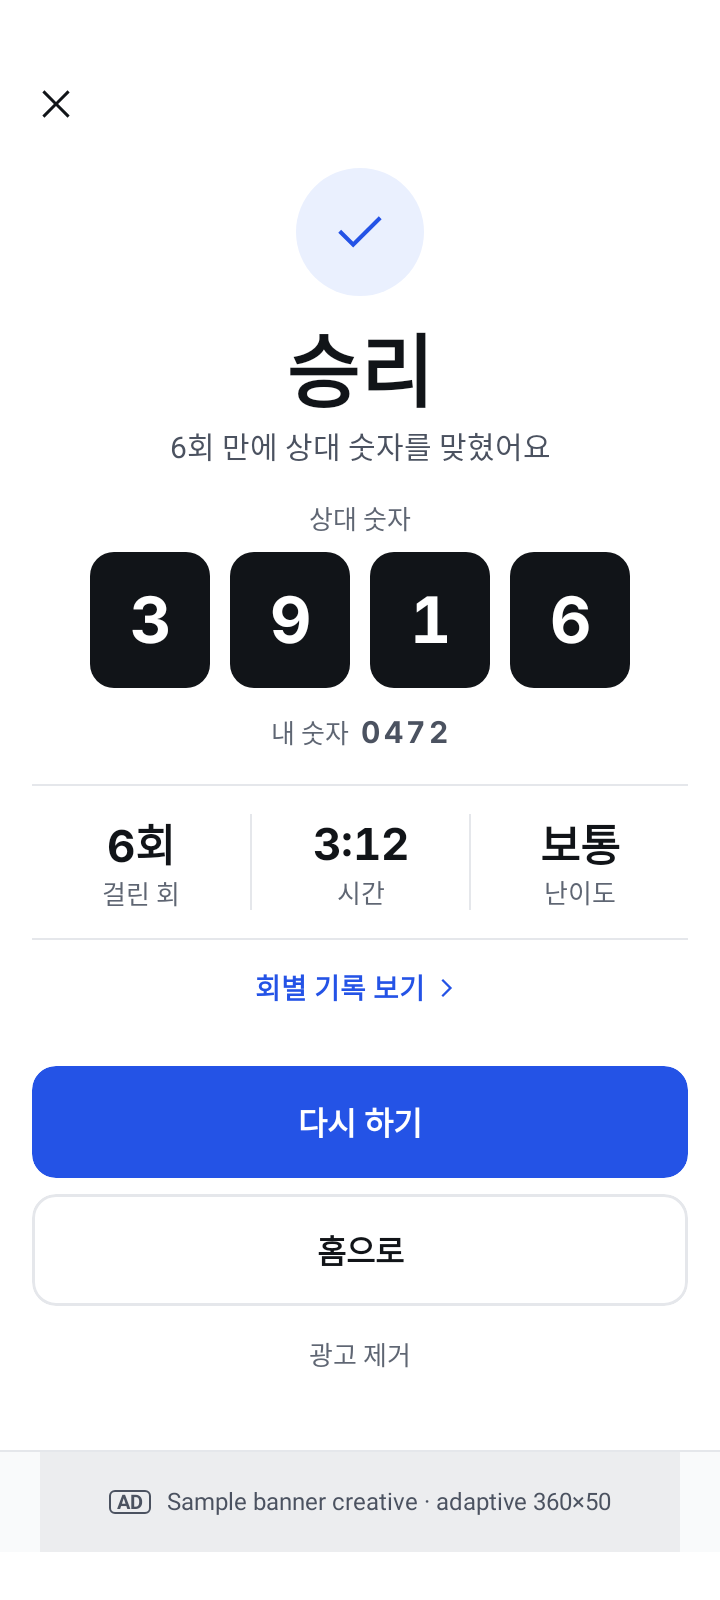 승리
6회 만에 상대 숫자를 맞혔어요
상대 숫자
3 9 1 6
내 숫자 0472
6회 3:12 보통
걸린 회 시간 난이도
회별 기록 보기
다시 하기
홈으로
광고 제거
AD Sample banner creative · adaptive 360×50